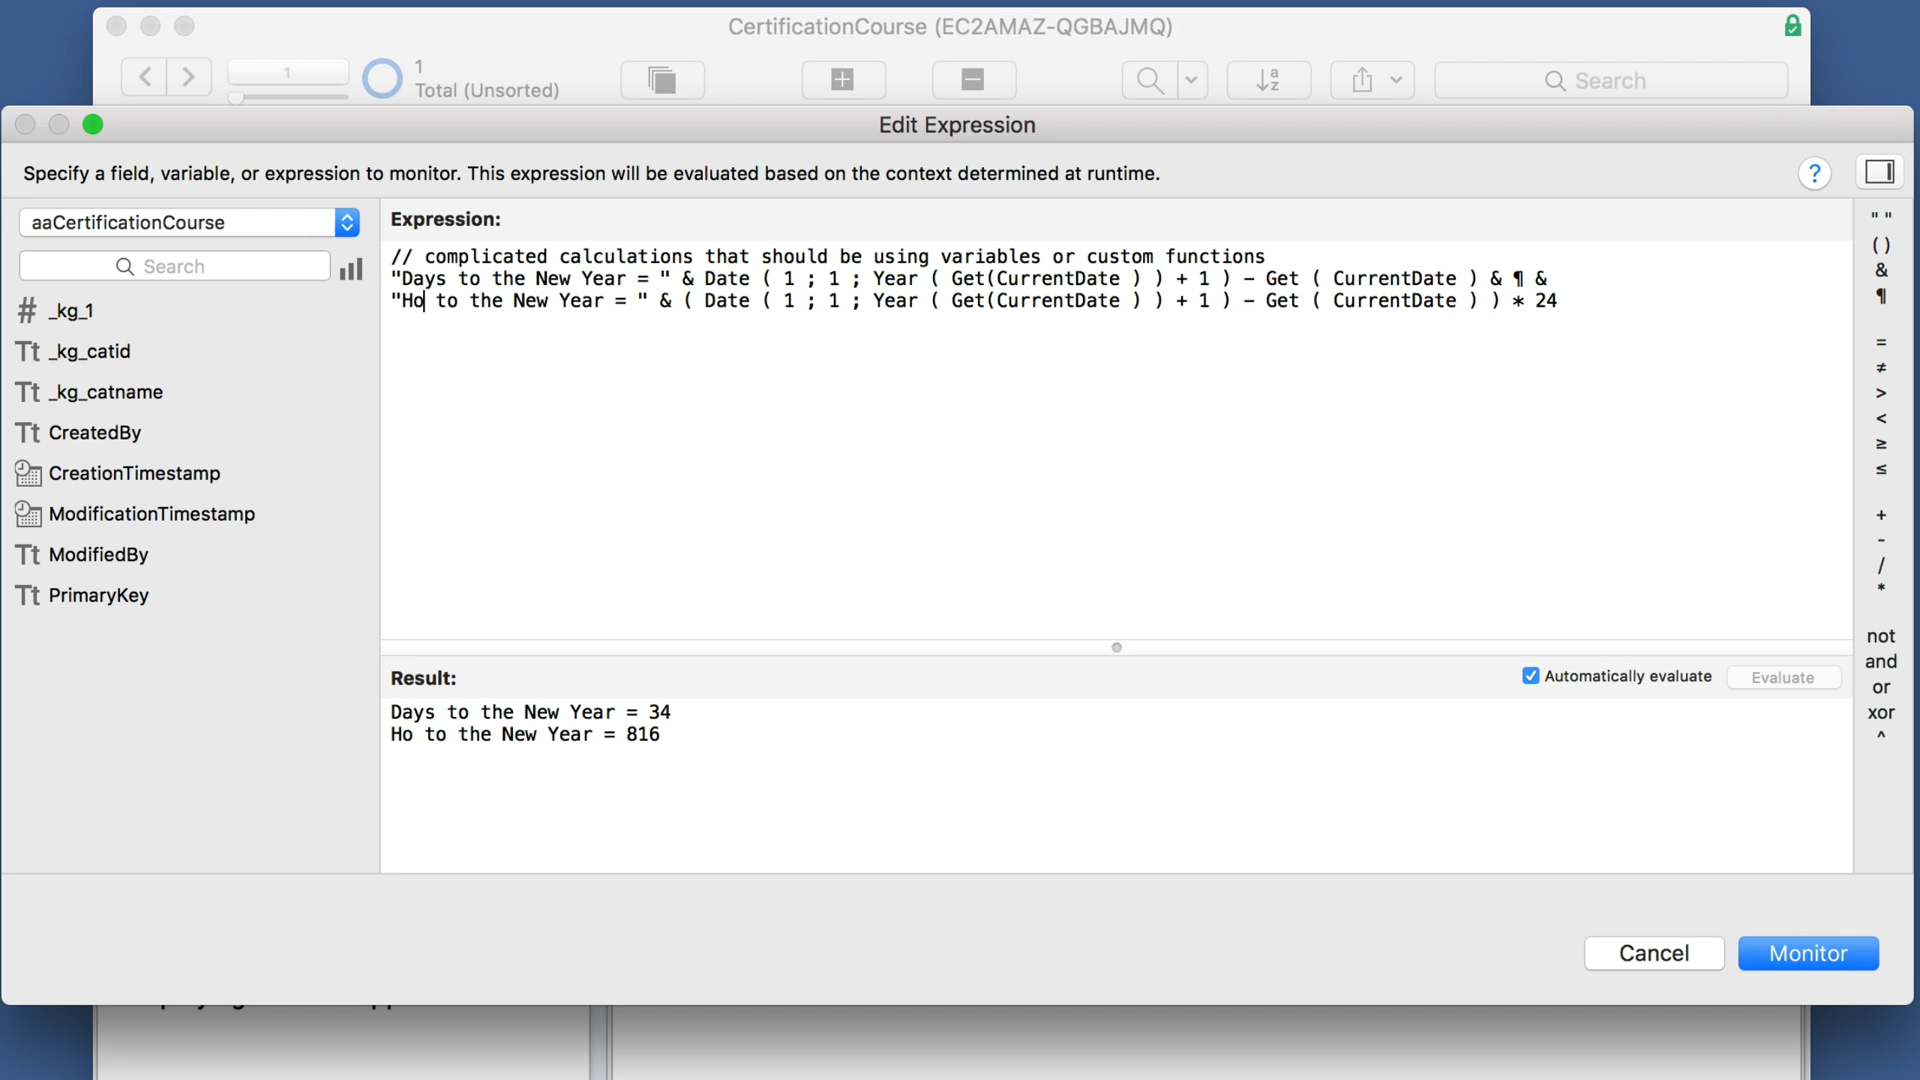 CertificationCourse (EC2AMAZ-QGBAJMQ)
1
1
Total (Unsorted)
Search
Edit Expression
Specify a field, variable, or expression to monitor. This expression will be evaluated based on the context determined at runtime.
?
aaCertificationCourse
Search
# _kg_1
Tt _kg_catid
Tt _kg_catname
Tt CreatedBy
CreationTimestamp
ModificationTimestamp
Tt ModifiedBy
Tt PrimaryKey
Expression:
// complicated calculations that should be using variables or custom functions
"Days to the New Year = " & Date ( 1 ; 1 ; Year ( Get(CurrentDate ) ) + 1 ) - Get ( CurrentDate ) & ¶ &
"Ho to the New Year = " & ( Date ( 1 ; 1 ; Year ( Get(CurrentDate ) ) + 1 ) - Get ( CurrentDate ) ) * 24
Result:
Automatically evaluate
Evaluate
Days to the New Year = 34
Ho to the New Year = 816
" "
( )
&
¶
=
≠
>
<
≥
≤
+
-
/
*
not
and
or
xor
^
Cancel
Monitor